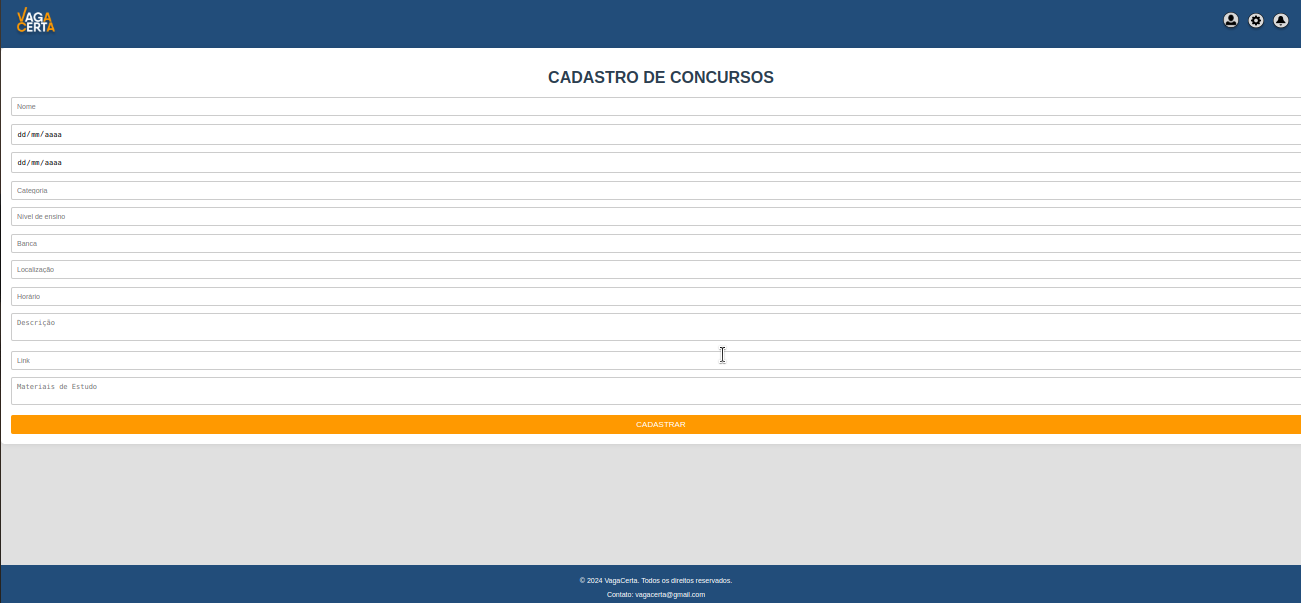 VAGA
CERTA
CADASTRO DE CONCURSOS
Nome
dd/mm/aaaa
dd/mm/aaaa
Categoria
Nível de ensino
Banca
Localização
Horário
Descrição
Link
Materiais de Estudo
CADASTRAR
© 2024 VagaCerta. Todos os direitos reservados.
Contato: vagacerta@gmail.com